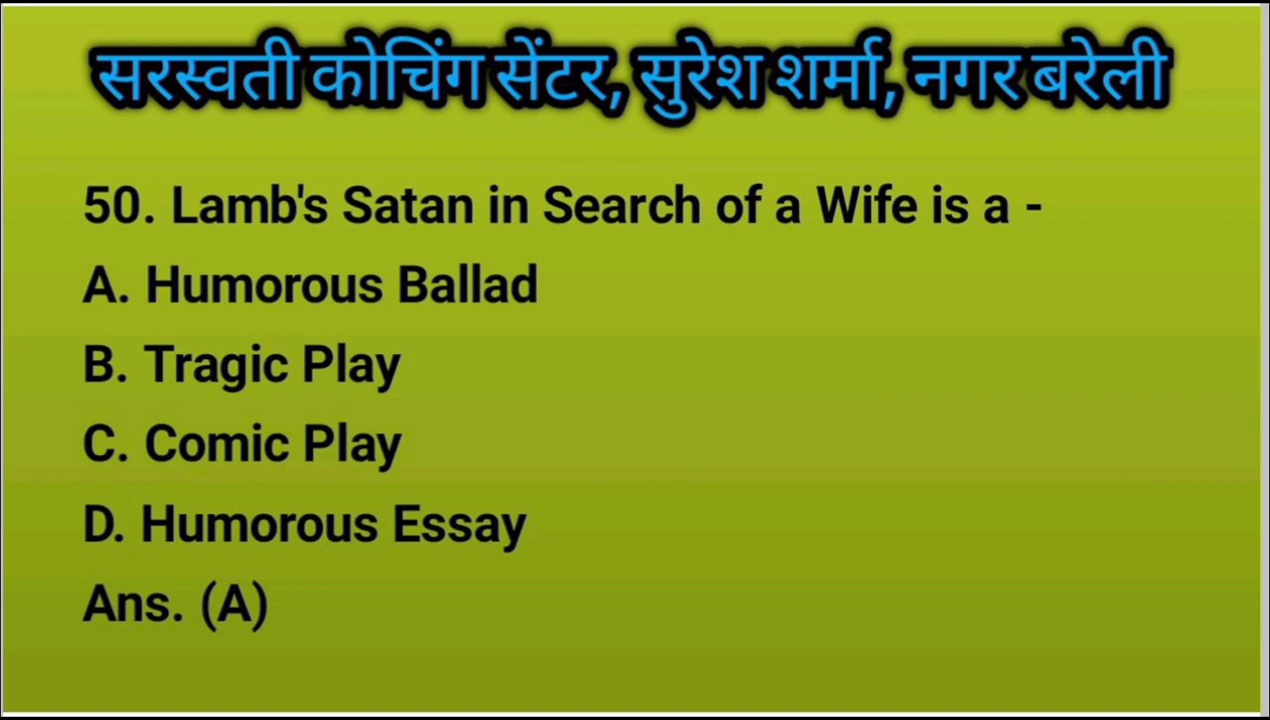 सरस्वती कोचिंग सेंटर, सुरेश शर्मा, नगर बरेली
50. Lamb's Satan in Search of a Wife is a -
A. Humorous Ballad
B. Tragic Play
C. Comic Play
D. Humorous Essay
Ans. (A)